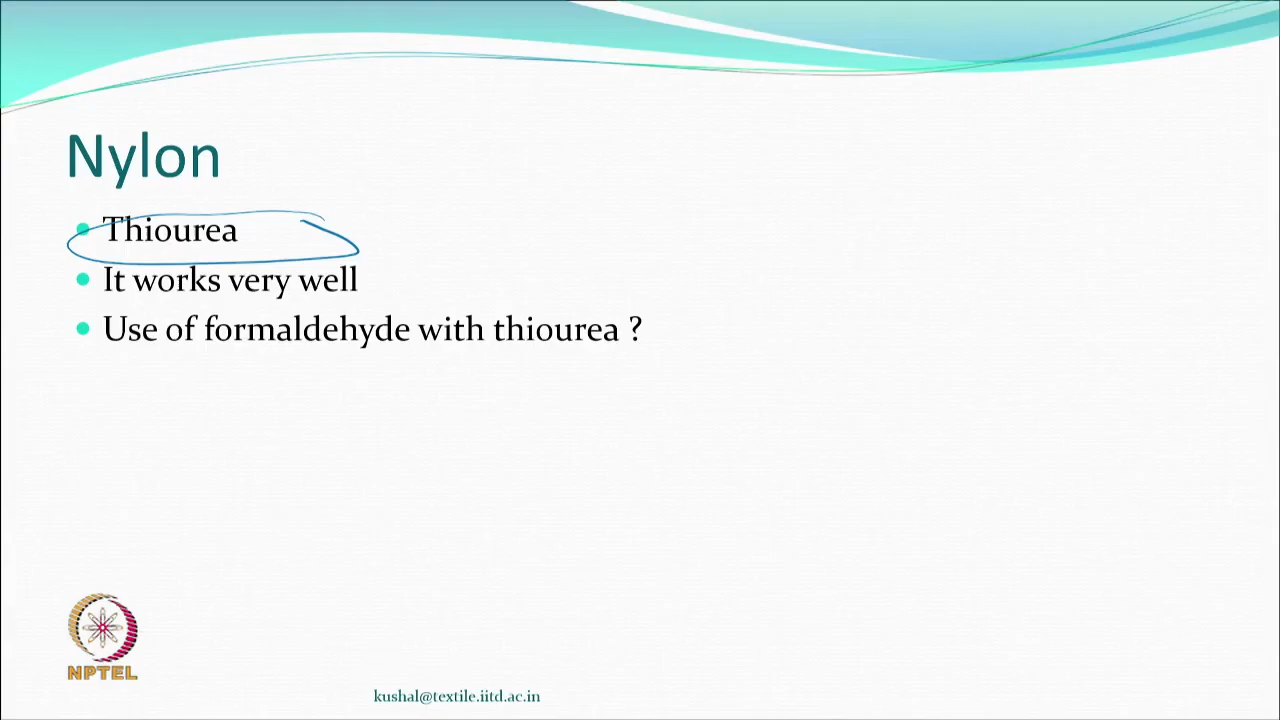 Nylon
Thiourea
It works very well
Use of formaldehyde with thiourea ?
NPTEL
kushal@textile.iitd.ac.in